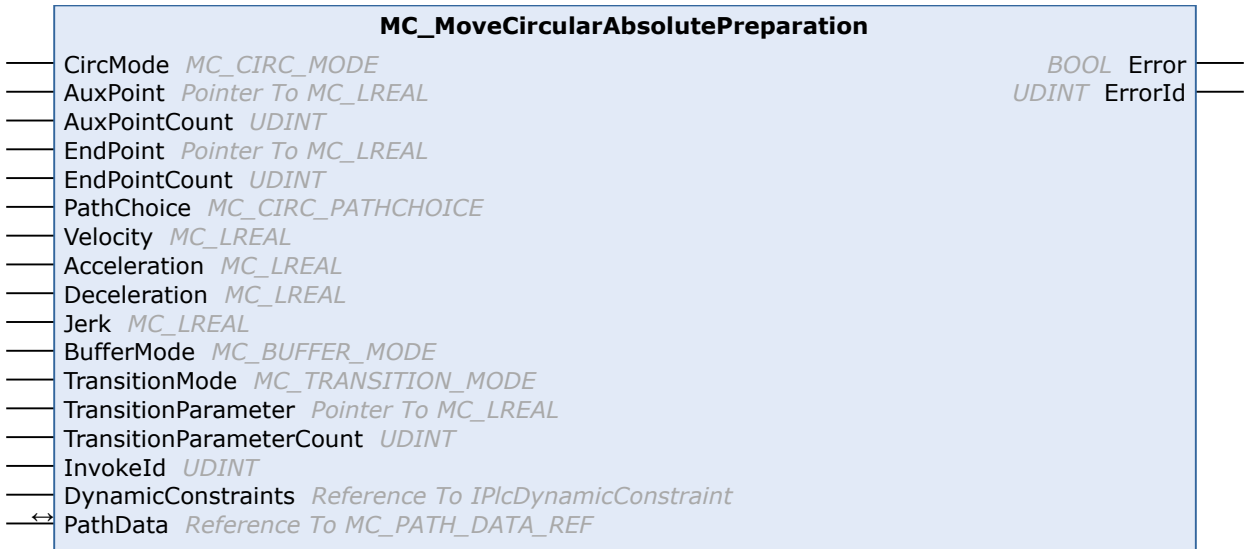 MC_MoveCircularAbsolutePreparation
CircMode MC_CIRC_MODE BOOL Error
AuxPoint Pointer To MC_LREAL UDINT ErrorId
AuxPointCount UDINT
EndPoint Pointer To MC_LREAL
EndPointCount UDINT
PathChoice MC_CIRC_PATHCHOICE
Velocity MC_LREAL
Acceleration MC_LREAL
Deceleration MC_LREAL
Jerk MC_LREAL
BufferMode MC_BUFFER_MODE
TransitionMode MC_TRANSITION_MODE
TransitionParameter Pointer To MC_LREAL
TransitionParameterCount UDINT
InvokeId UDINT
DynamicConstraints Reference To IPlcDynamicConstraint
↔ PathData Reference To MC_PATH_DATA_REF